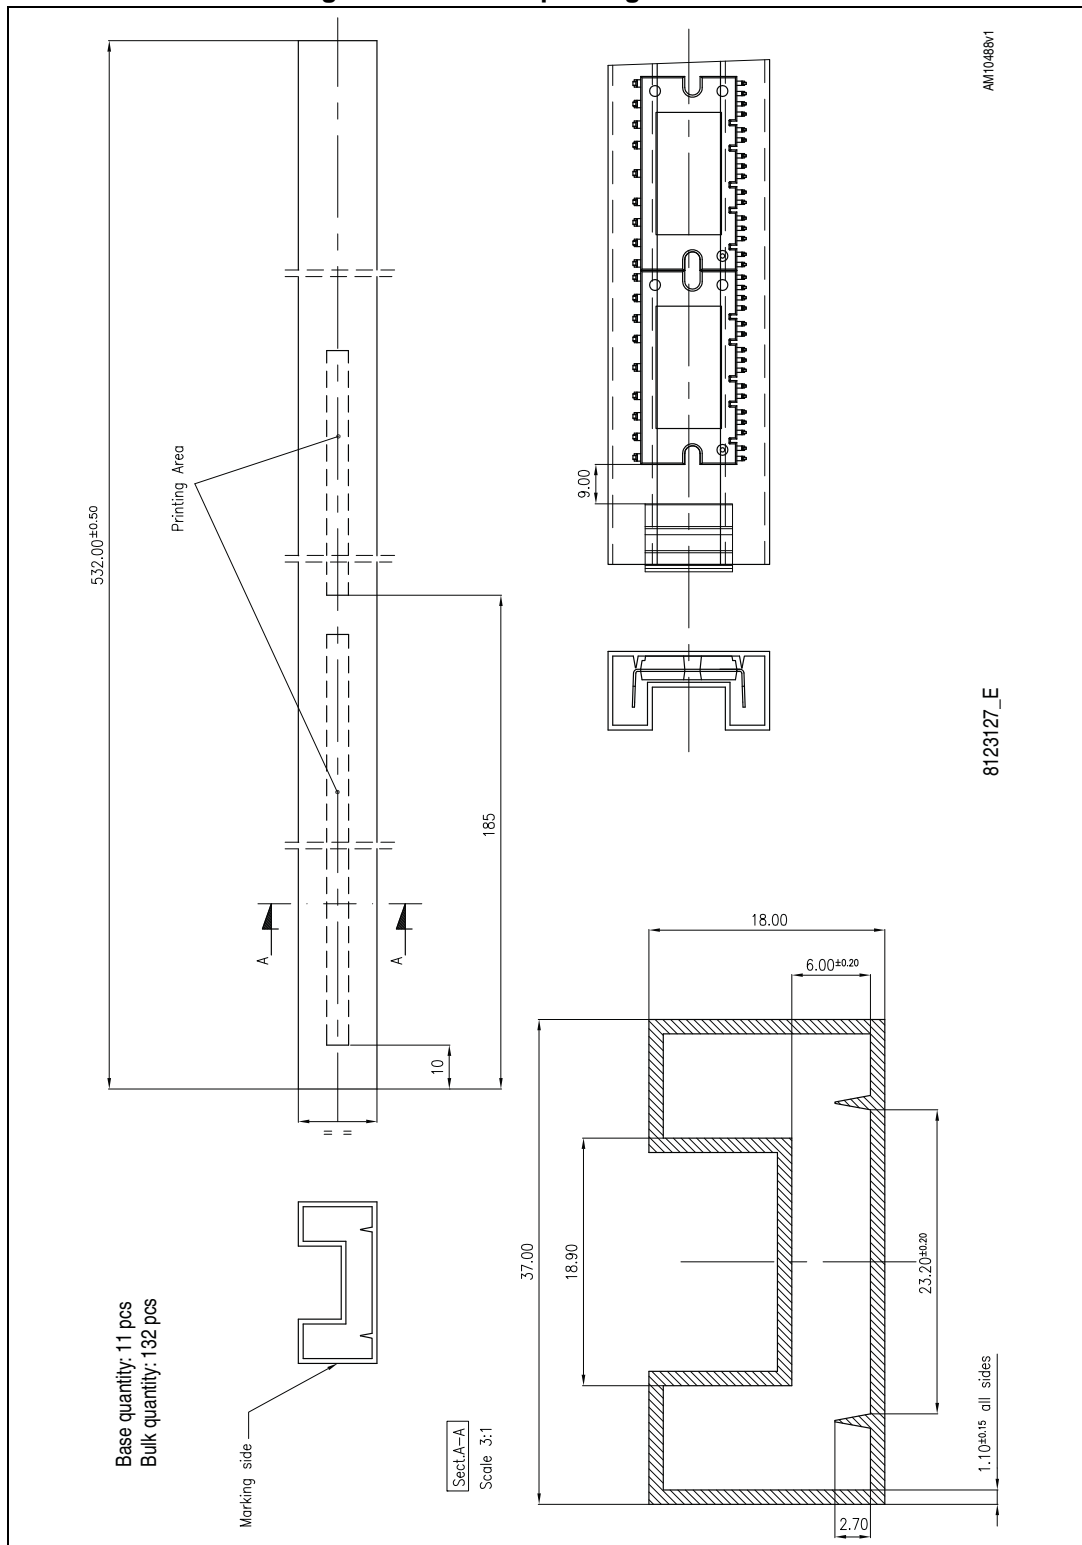 AM10488v1
532.00±0.50
Printing Area
9.00
185
A
A
10
= =
8123127_E
Base quantity: 11 pcs
Bulk quantity: 132 pcs
Marking side
Sect.A-A
Scale 3:1
18.00
6.00±0.20
37.00
18.90
23.20±0.20
1.10±0.15 all sides
2.70